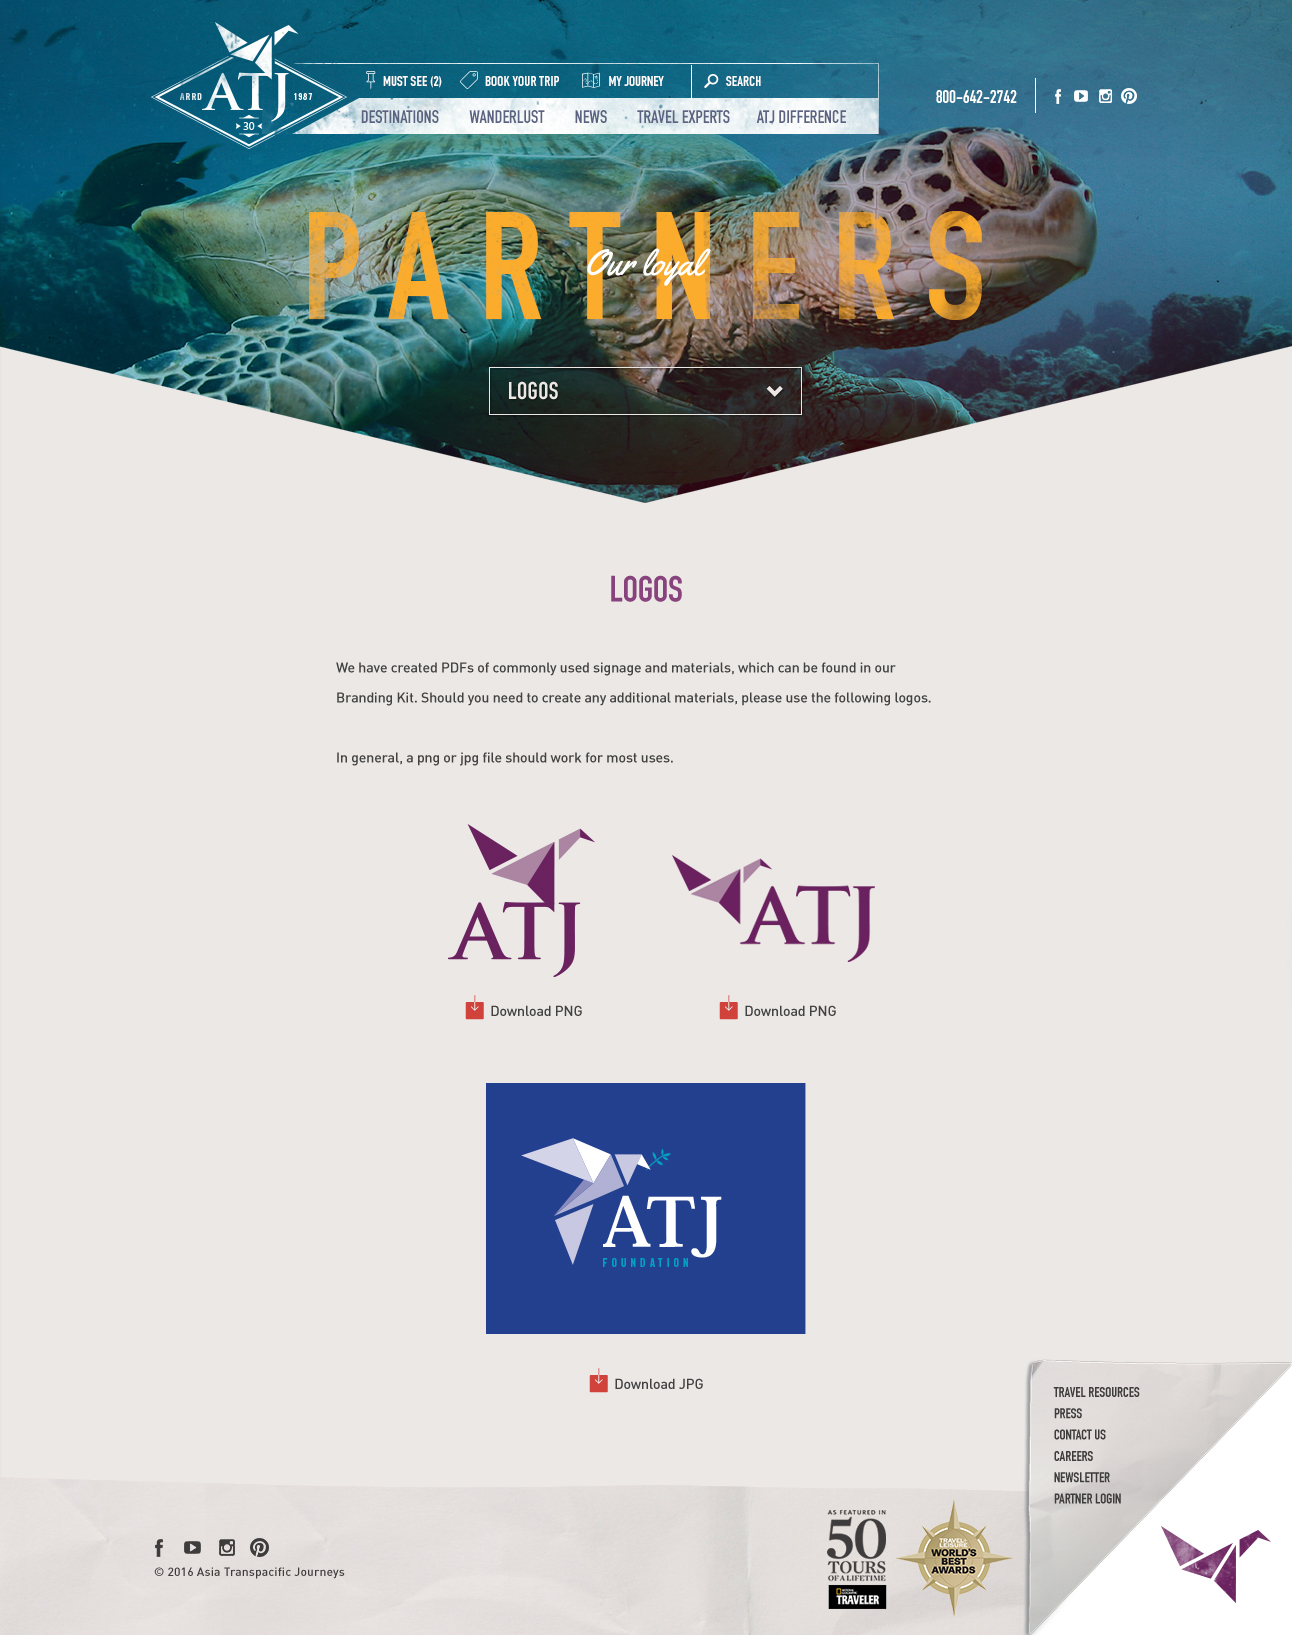 ATJ
ARRD
1987
30
MUST SEE (2)
BOOK YOUR TRIP
MY JOURNEY
SEARCH
800-642-2742
DESTINATIONS
WANDERLUST
NEWS
TRAVEL EXPERTS
ATJ DIFFERENCE
PARTNERS
Our loyal
LOGOS
LOGOS
We have created PDFs of commonly used signage and materials, which can be found in our
Branding Kit. Should you need to create any additional materials, please use the following logos.
In general, a png or jpg file should work for most uses.
ATJ
ATJ
Download PNG
Download PNG
ATJ
FOUNDATION
Download JPG
TRAVEL RESOURCES
PRESS
CONTACT US
CAREERS
NEWSLETTER
PARTNER LOGIN
© 2016 Asia Transpacific Journeys
AS FEATURED IN
50
TOURS
OF A LIFETIME
NATIONAL GEOGRAPHIC
TRAVELER
TRAVEL+
LEISURE
WORLD'S
BEST
AWARDS